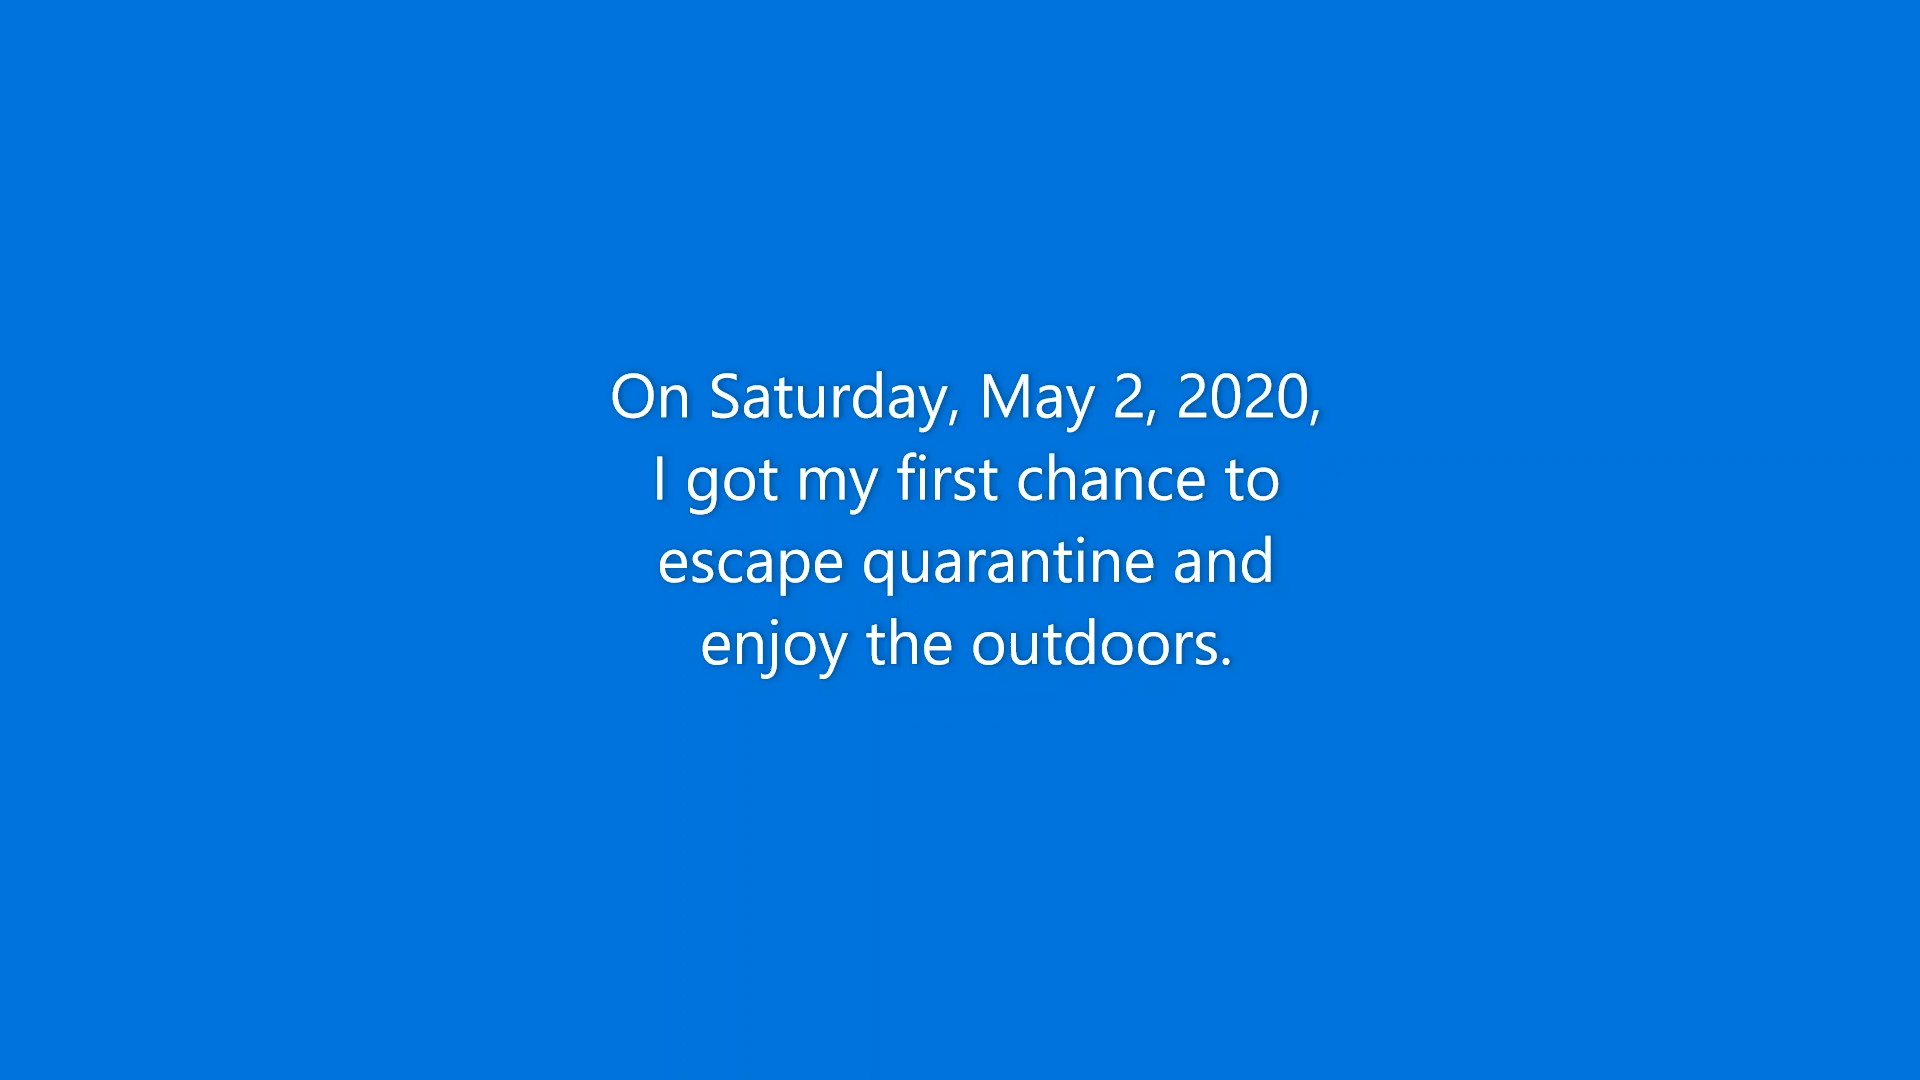 On Saturday, May 2, 2020,
I got my first chance to
escape quarantine and
enjoy the outdoors.